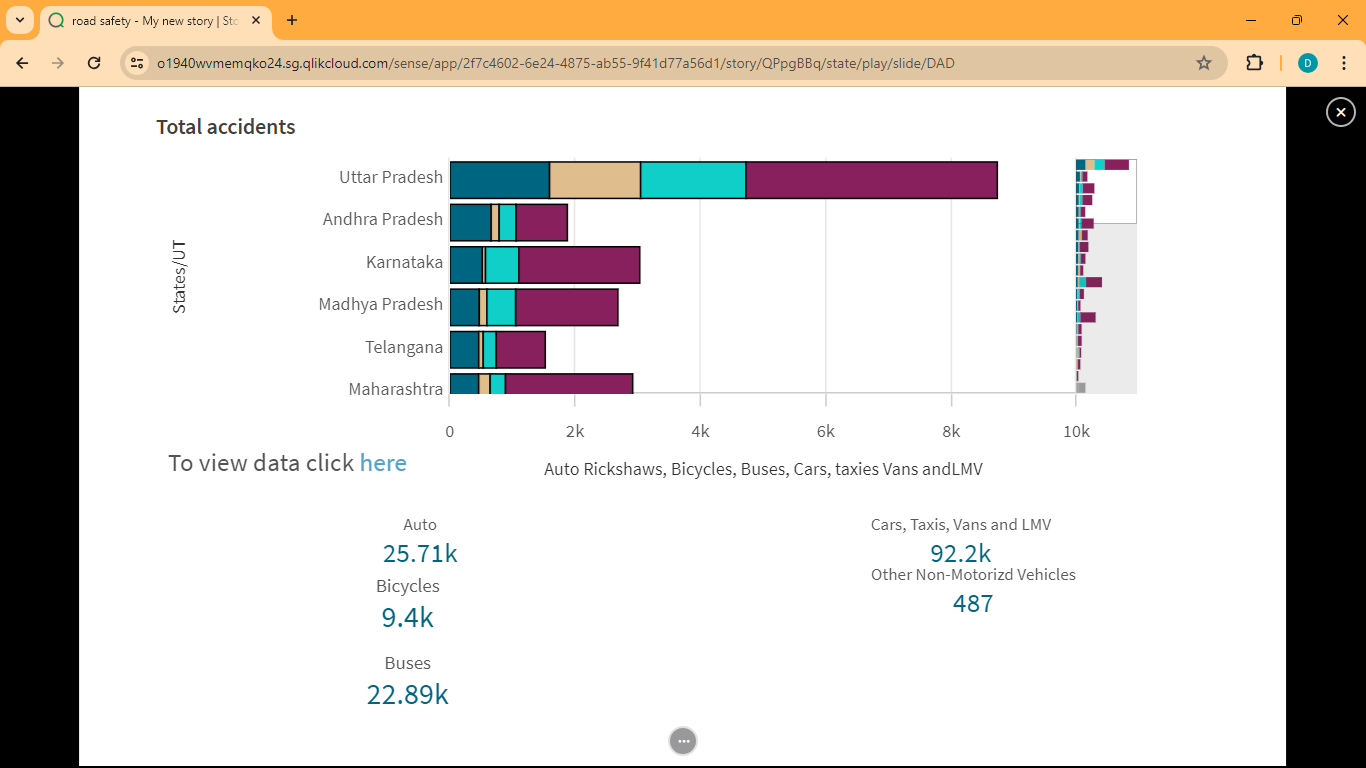 road safety - My new story | Sto
o1940wvmemqko24.sg.qlikcloud.com/sense/app/2f7c4602-6e24-4875-ab55-9f41d77a56d1/story/QPpgBBq/state/play/slide/DAD
D
Total accidents
States/UT
Uttar Pradesh
Andhra Pradesh
Karnataka
Madhya Pradesh
Telangana
Maharashtra
0 2k 4k 6k 8k 10k
To view data click here
Auto Rickshaws, Bicycles, Buses, Cars, taxies Vans andLMV
Auto
25.71k
Bicycles
9.4k
Buses
22.89k
Cars, Taxis, Vans and LMV
92.2k
Other Non-Motorizd Vehicles
487